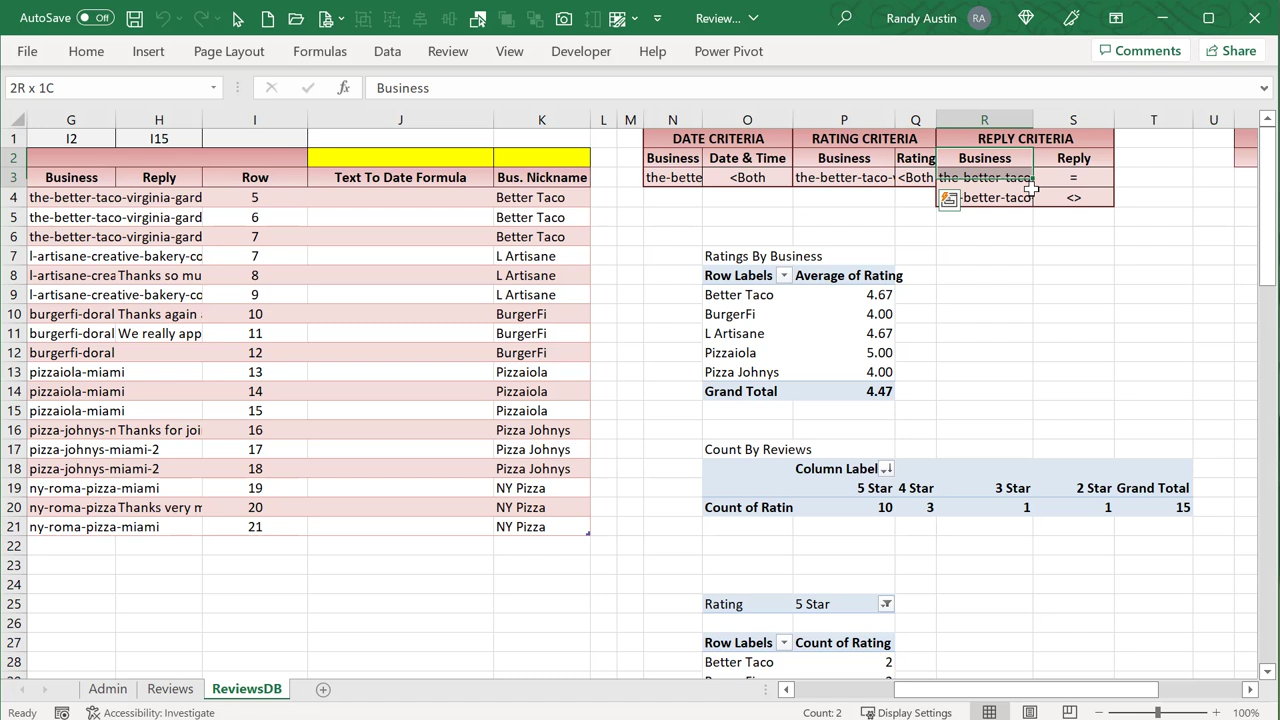 AutoSave Off Review... Randy Austin RA
File Home Insert Page Layout Formulas Data Review View Developer Help Power Pivot Comments Share
2R x 1C fx Business
G H I J K L M N O P Q R S T U V
1 I2 I15 DATE CRITERIA RATING CRITERIA REPLY CRITERIA
2 Business Date & Time Business Rating Business Reply
3 Business Reply Row Text To Date Formula Bus. Nickname the-bette <Both the-better-taco- <Both the-better-taco =
4 the-better-taco-virginia-gard 5 Better Taco -better-taco <>
5 the-better-taco-virginia-gard 6 Better Taco
6 the-better-taco-virginia-gard 7 Better Taco
7 l-artisane-creative-bakery-co 7 L Artisane Ratings By Business
8 l-artisane-crea Thanks so mu 8 L Artisane Row Labels Average of Rating
9 l-artisane-creative-bakery-co 9 L Artisane Better Taco 4.67
10 burgerfi-doral Thanks again 10 BurgerFi BurgerFi 4.00
11 burgerfi-doral We really app 11 BurgerFi L Artisane 4.67
12 burgerfi-doral 12 BurgerFi Pizzaiola 5.00
13 pizzaiola-miami 13 Pizzaiola Pizza Johnys 4.00
14 pizzaiola-miami 14 Pizzaiola Grand Total 4.47
15 pizzaiola-miami 15 Pizzaiola
16 pizza-johnys-n Thanks for joi 16 Pizza Johnys
17 pizza-johnys-miami-2 17 Pizza Johnys Count By Reviews
18 pizza-johnys-miami-2 18 Pizza Johnys Column Label
19 ny-roma-pizza-miami 19 NY Pizza 5 Star 4 Star 3 Star 2 Star Grand Total
20 ny-roma-pizza Thanks very m 20 NY Pizza Count of Ratin 10 3 1 1 15
21 ny-roma-pizza-miami 21 NY Pizza
22
23
24
25 Rating 5 Star
26
27 Row Labels Count of Rating
28 Better Taco 2
Admin Reviews ReviewsDB
Ready Accessibility: Investigate Count: 2 Display Settings 100%